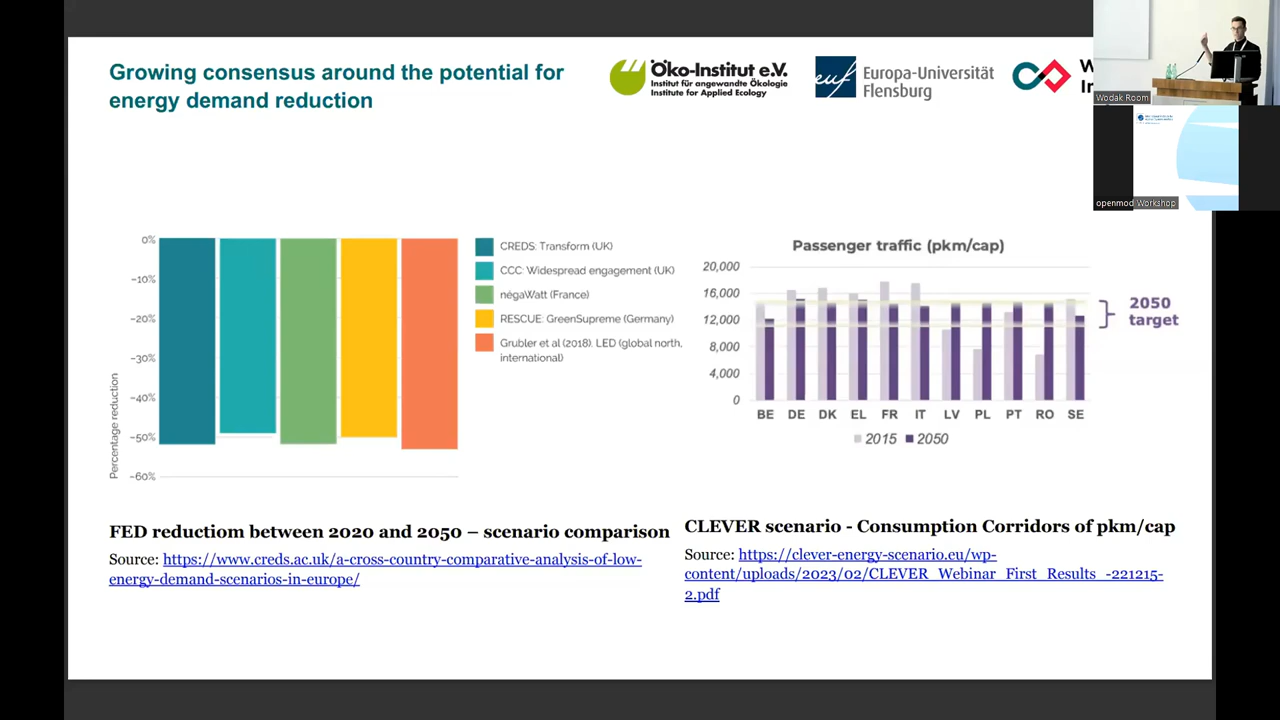 Growing consensus around the potential for
energy demand reduction
Öko-Institut e.V.
Institut für angewandte Ökologie
Institute for Applied Ecology
euf
Europa-Universität
Flensburg
W
In
Wodak Room
openmod Workshop
0%
−10%
−20%
−30%
−40%
−50%
−60%
Percentage reduction
CREDS: Transform (UK)
CCC: Widespread engagement (UK)
négaWatt (France)
RESCUE: GreenSupreme (Germany)
Grubler et al (2018). LED (global north,
international)
Passenger traffic (pkm/cap)
20,000
16,000
12,000
8,000
4,000
0
BE DE DK EL FR IT LV PL PT RO SE
2015 2050
2050
target
FED reductiom between 2020 and 2050 – scenario comparison
Source: https://www.creds.ac.uk/a-cross-country-comparative-analysis-of-low-
energy-demand-scenarios-in-europe/
CLEVER scenario - Consumption Corridors of pkm/cap
Source: https://clever-energy-scenario.eu/wp-
content/uploads/2023/02/CLEVER_Webinar_First_Results_-221215-
2.pdf